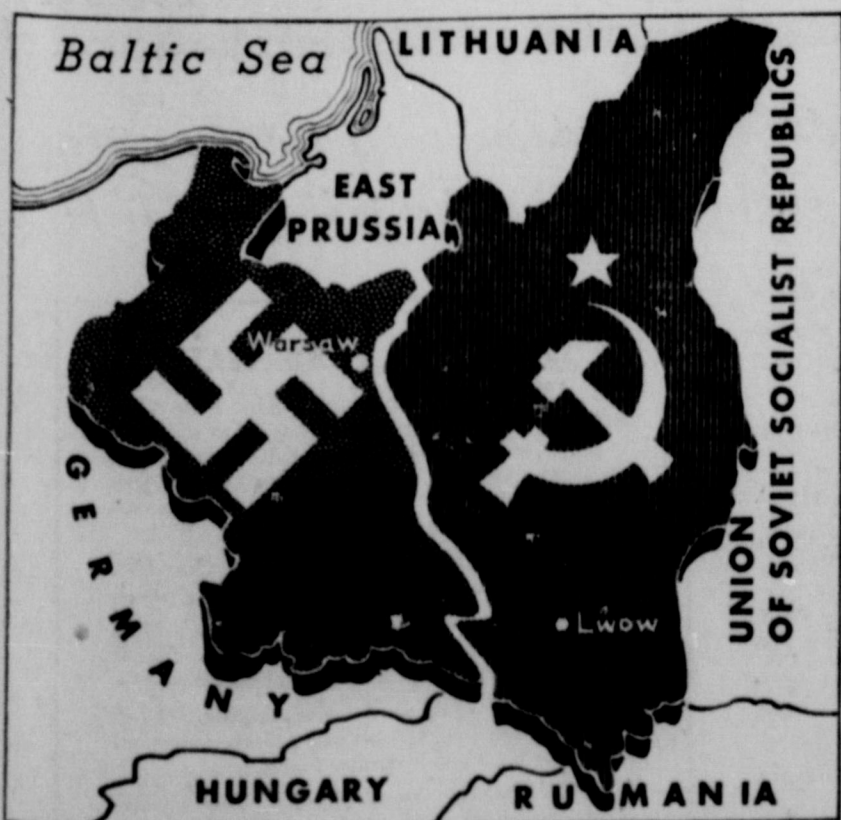 Baltic Sea
LITHUANIA
EAST
PRUSSIA
Warsaw
GERMANY
UNION
OF SOVIET SOCIALIST REPUBLICS
Lwow
HUNGARY
RUMANIA